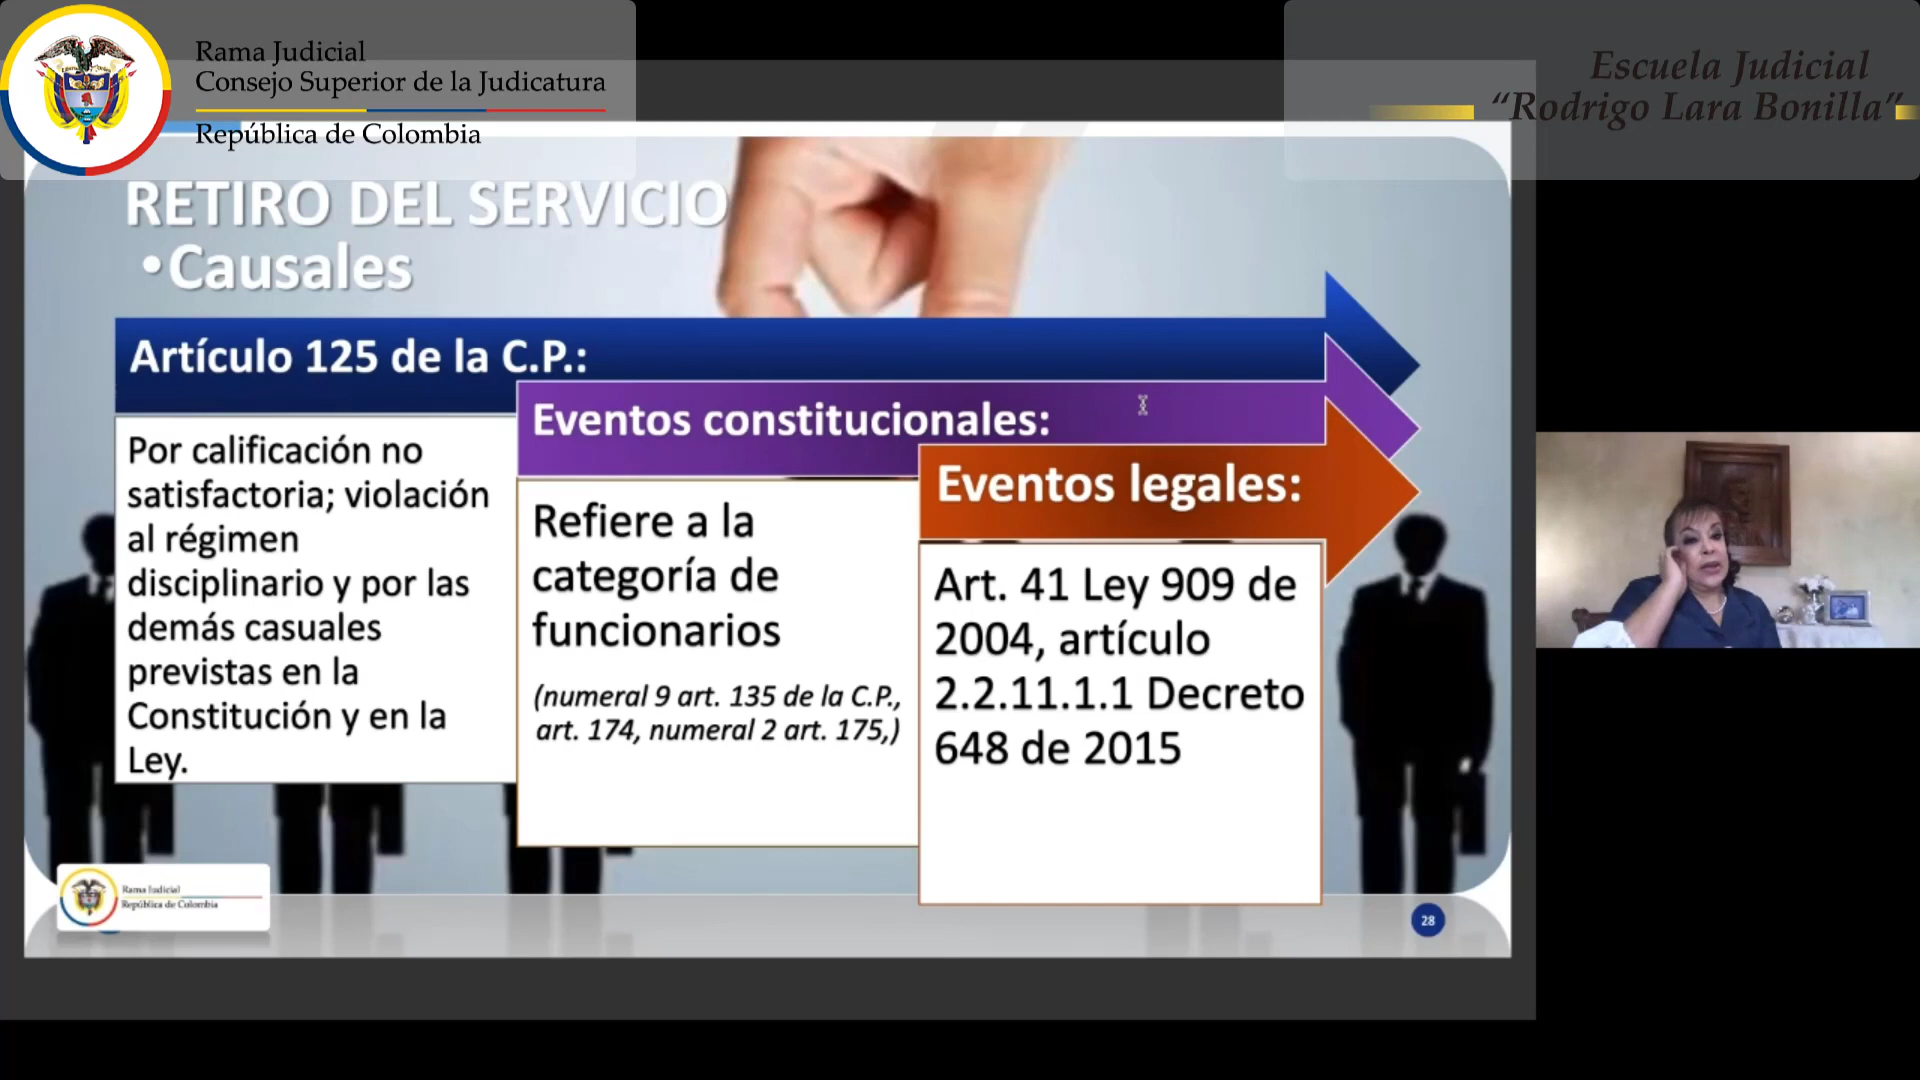 Rama Judicial
Consejo Superior de la Judicatura
República de Colombia
Escuela Judicial
“Rodrigo Lara Bonilla”
RETIRO DEL SERVICIO
•Causales
Artículo 125 de la C.P.:
Por calificación no
satisfactoria; violación
al régimen
disciplinario y por las
demás casuales
previstas en la
Constitución y en la
Ley.
Eventos constitucionales:
Refiere a la
categoría de
funcionarios
(numeral 9 art. 135 de la C.P.,
art. 174, numeral 2 art. 175,)
Eventos legales:
Art. 41 Ley 909 de
2004, artículo
2.2.11.1.1 Decreto
648 de 2015
Rama Judicial
República de Colombia
28